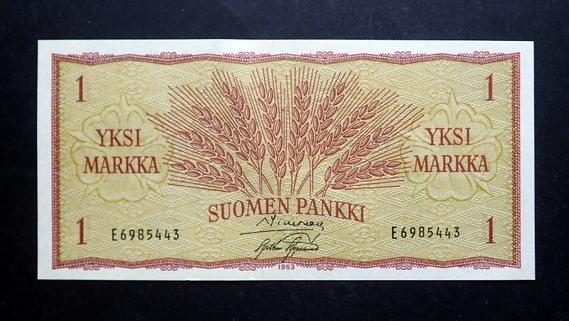 1 1
YKSI YKSI
MARKKA MARKKA
SUOMEN PANKKI
1 E6985443 E6985443 1
1963